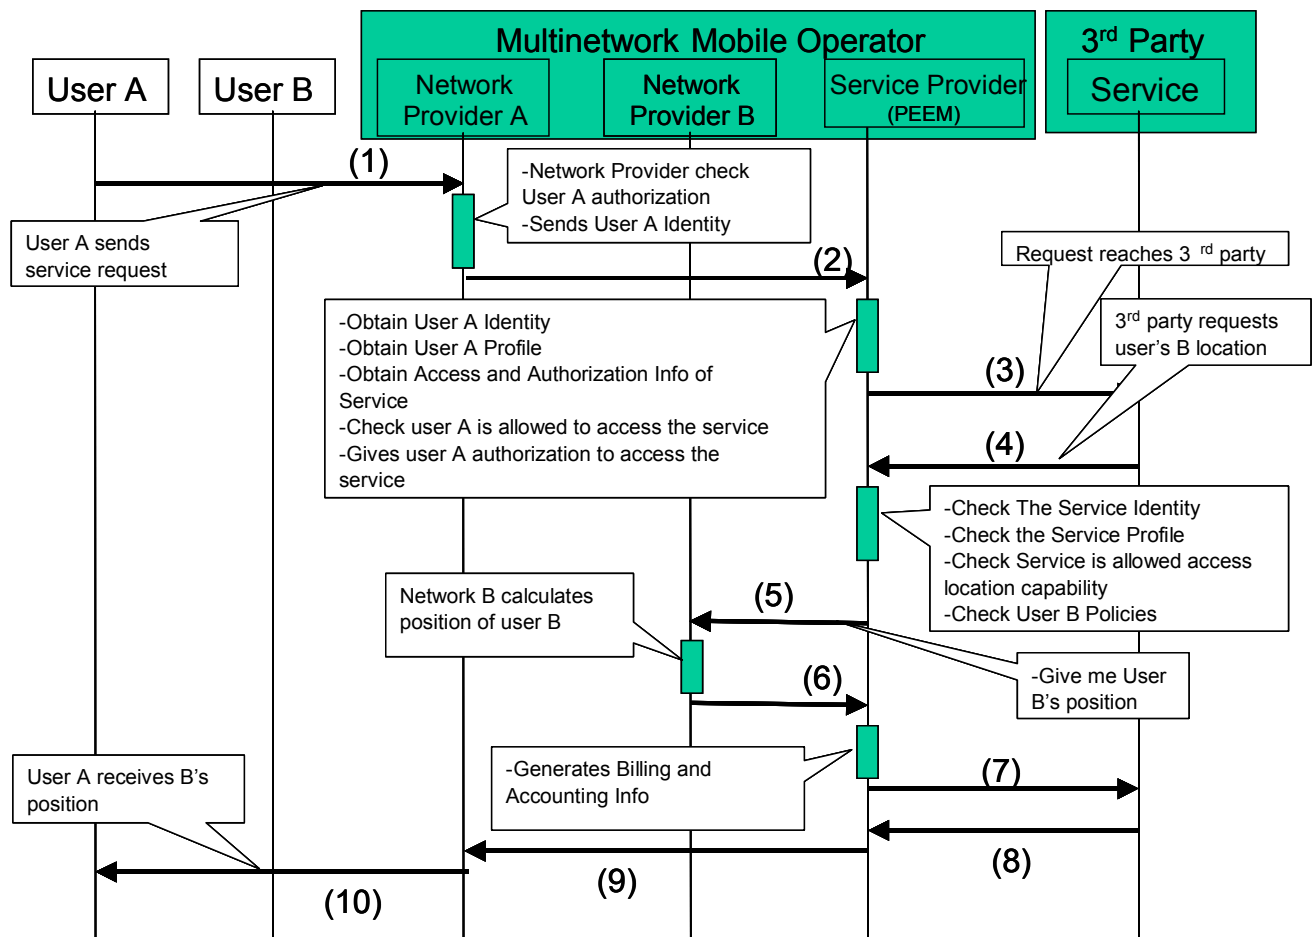 Multinetwork Mobile Operator
3rd Party
User A
User B
Network
Provider A
Network
Provider B
Service Provider
(PEEM)
Service
(1)
-Network Provider check
User A authorization
-Sends User A Identity
User A sends
service request
(2)
Request reaches 3 rd party
-Obtain User A Identity
-Obtain User A Profile
-Obtain Access and Authorization Info of
Service
-Check user A is allowed to access the service
-Gives user A authorization to access the
service
3rd party requests
user's B location
(3)
(4)
-Check The Service Identity
-Check the Service Profile
-Check Service is allowed access
location capability
-Check User B Policies
Network B calculates
position of user B
(5)
-Give me User
B's position
(6)
-Generates Billing and
Accounting Info
User A receives B's
position
(7)
(8)
(9)
(10)